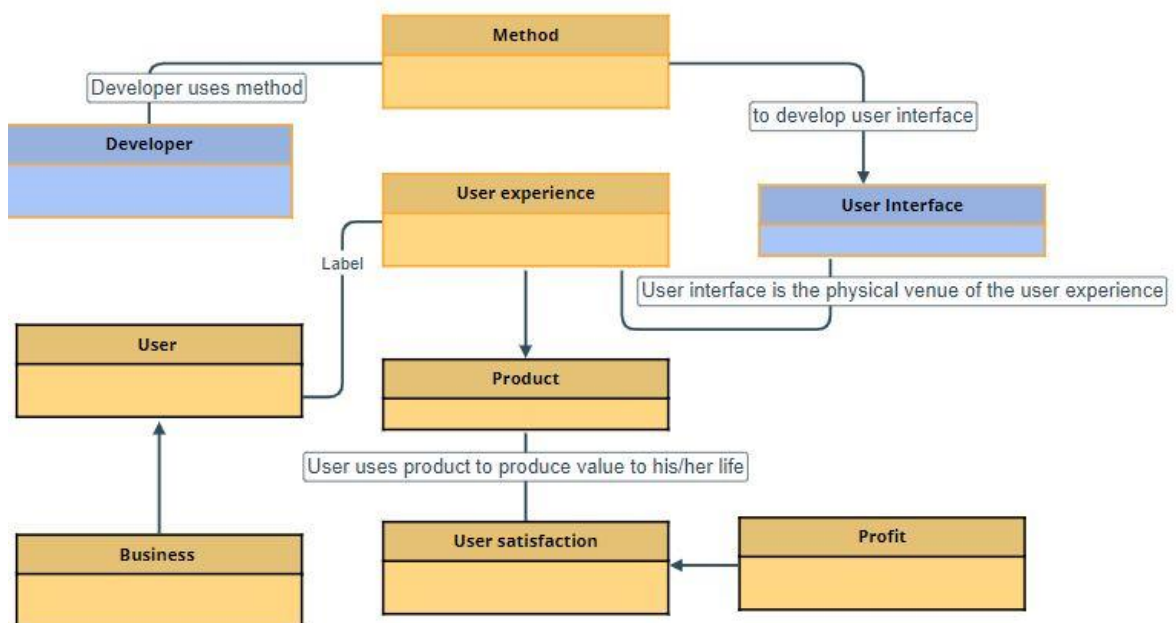 Method
Developer uses method
to develop user interface
Developer
User experience
User Interface
Label
User interface is the physical venue of the user experience
User
Product
User uses product to produce value to his/her life
Business
User satisfaction
Profit